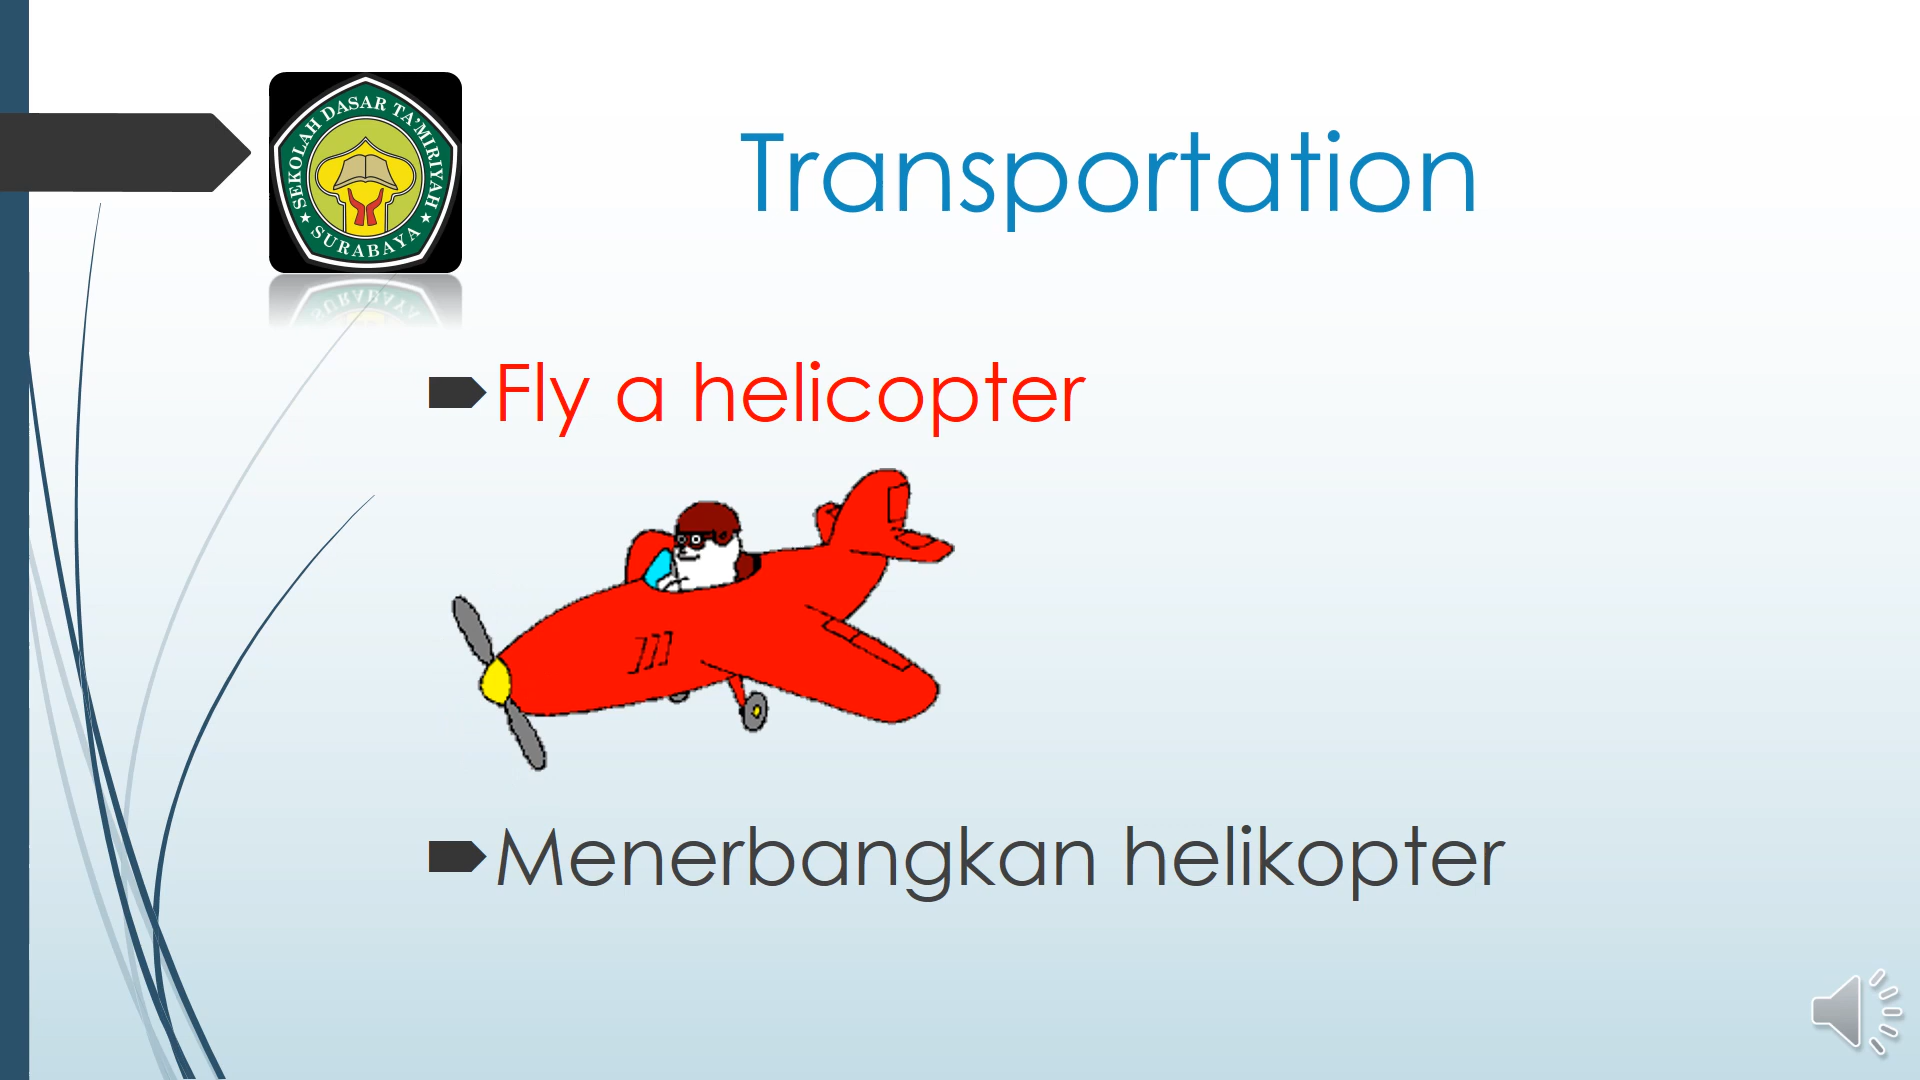 SEKOLAH DASAR TA'MIRIYAH
SURABAYA
Transportation
Fly a helicopter
Menerbangkan helikopter